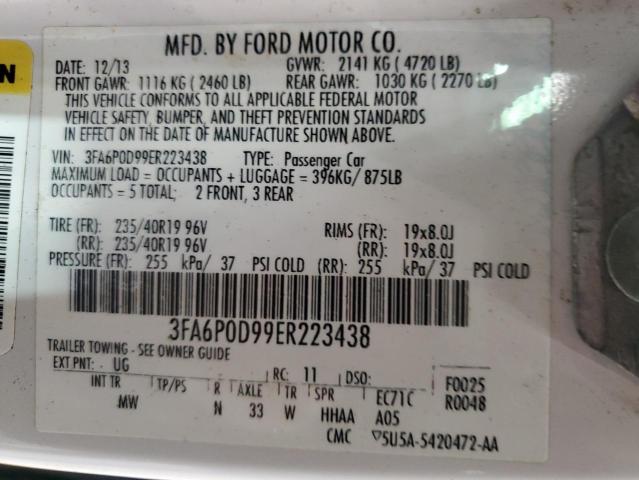 N
MFD. BY FORD MOTOR CO.
DATE: 12/13 GVWR: 2141 KG ( 4720 LB)
FRONT GAWR: 1116 KG ( 2460 LB) REAR GAWR: 1030 KG ( 2270 LB)
THIS VEHICLE CONFORMS TO ALL APPLICABLE FEDERAL MOTOR
VEHICLE SAFETY, BUMPER, AND THEFT PREVENTION STANDARDS
IN EFFECT ON THE DATE OF MANUFACTURE SHOWN ABOVE.
VIN: 3FA6P0D99ER223438 TYPE: Passenger Car
MAXIMUM LOAD = OCCUPANTS + LUGGAGE = 396KG/ 875LB
OCCUPANTS = 5 TOTAL; 2 FRONT, 3 REAR
TIRE (FR): 235/40R19 96V RIMS (FR): 19x8.0J
(RR): 235/40R19 96V (RR): 19x8.0J
PRESSURE (FR): 255 kPa/ 37 PSI COLD (RR): 255 kPa/ 37 PSI COLD
3FA6P0D99ER223438
TRAILER TOWING - SEE OWNER GUIDE
EXT PNT: UG RC: 11 DSO: F0025
INT TR TP/PS R AXLE TR SPR EC71C R0048
MW N 33 W HHAA A05
CMC 5U5A-5420472-AA